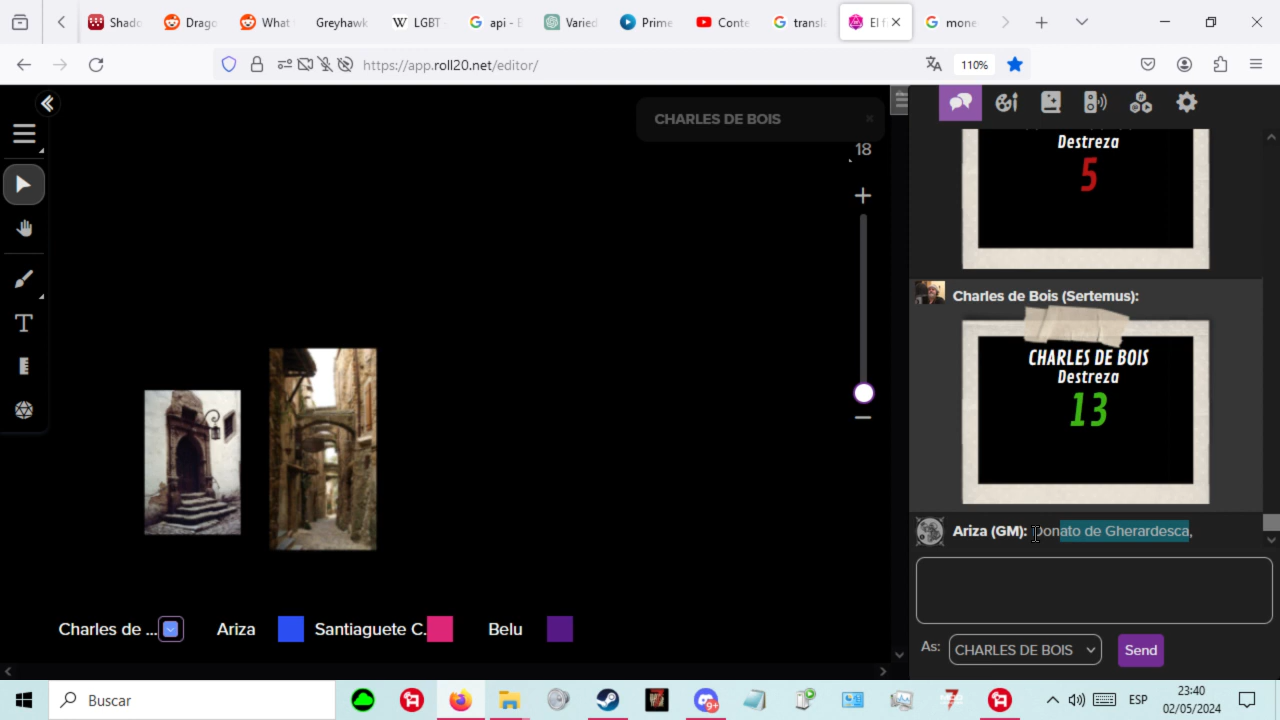 Shado
Drago
What
Greyhawk
LGBT
api - E
Varied
Prime
Conte
transl
El f
mone
https://app.roll20.net/editor/
110%
CHARLES DE BOIS
18
Destreza
5
Charles de Bois (Sertemus):
CHARLES DE BOIS
Destreza
13
Ariza (GM): Donato de Gherardesca,
Charles de ...
Ariza
Santiaguete C.
Belu
As:
CHARLES DE BOIS
Send
Buscar
9+
ESP
23:40
02/05/2024